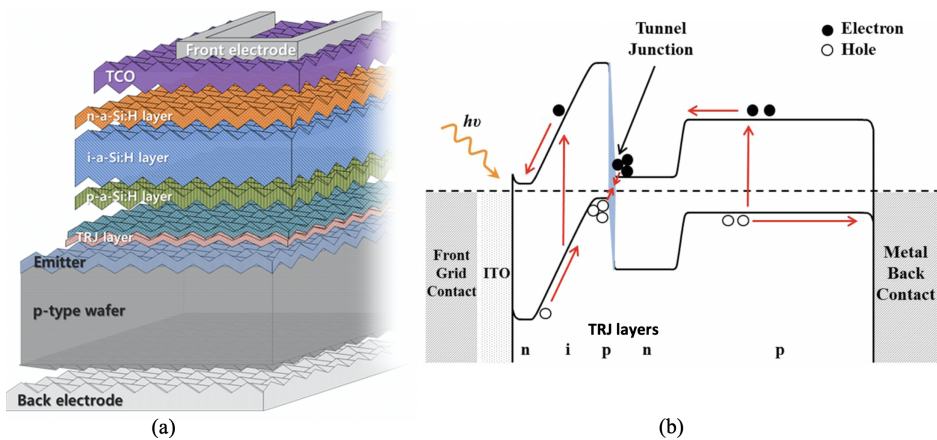 Front electrode
TCO
n-a-Si:H layer
i-a-Si:H layer
p-a-Si:H layer
TRJ layer
Emitter
p-type wafer
Back electrode
(a)
Tunnel
Junction
Electron
Hole
hν
Front
Grid
Contact
ITO
Metal
Back
Contact
TRJ layers
n i p n p
(b)